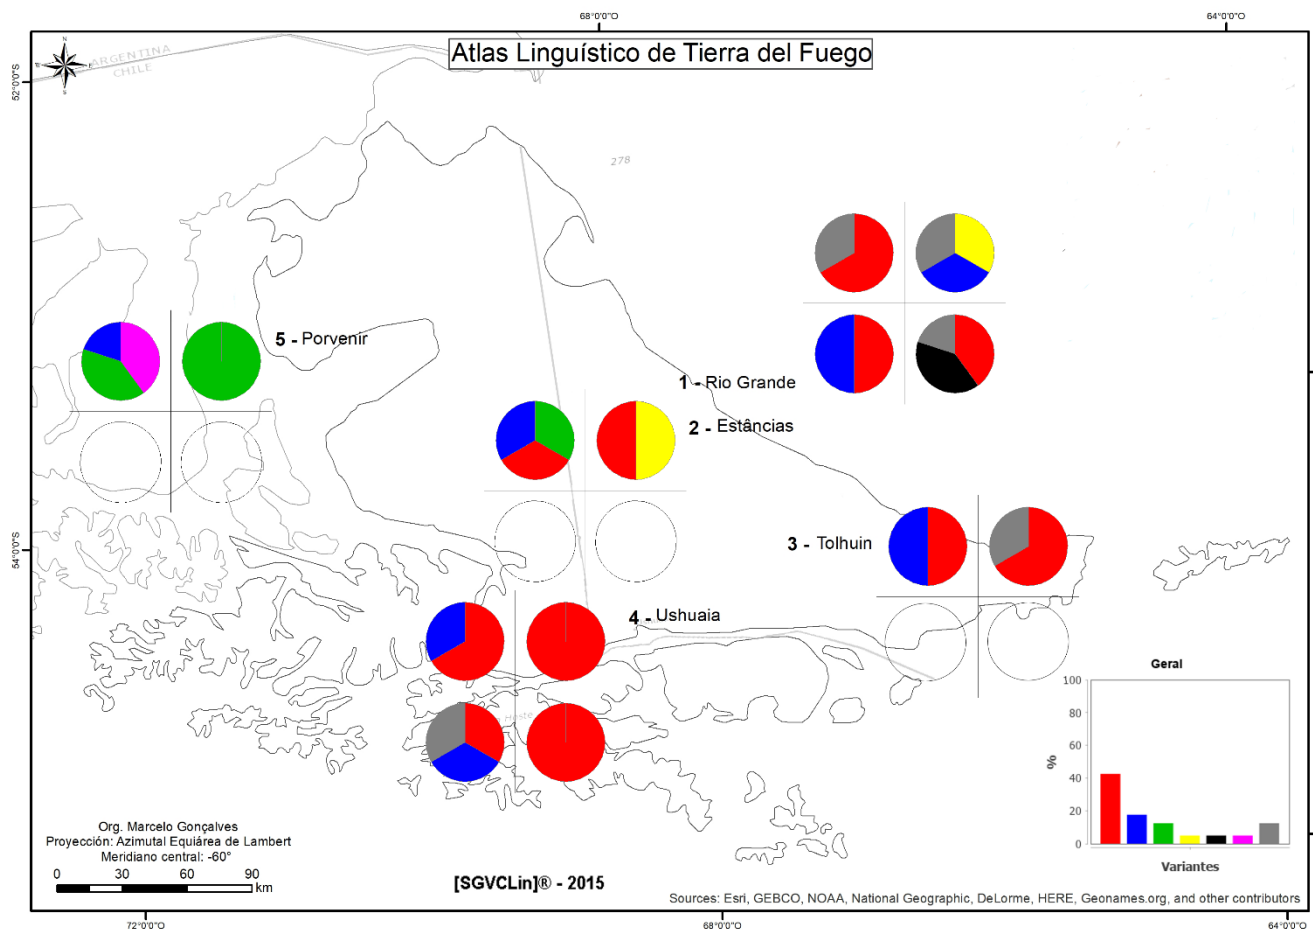 68°0'0"O
64°0'0"O
Atlas Linguístico de Tierra del Fuego
N
ARGENTINA
CHILE
S
52°0'0"S
278
5 - Porvenir
1 - Rio Grande
2 - Estâncias
3 - Tolhuin
54°0'0"S
4 - Ushuaia
Hoste
Geral
100
80
60
40
20
0
%
Variantes
Org. Marcelo Gonçalves
Proyección: Azimutal Equiárea de Lambert
Meridiano central: -60°
0 15 30 60 90
km
[SGVCLin]® - 2015
Sources: Esri, GEBCO, NOAA, National Geographic, DeLorme, HERE, Geonames.org, and other contributors
72°0'0"O
68°0'0"O
64°0'0"O